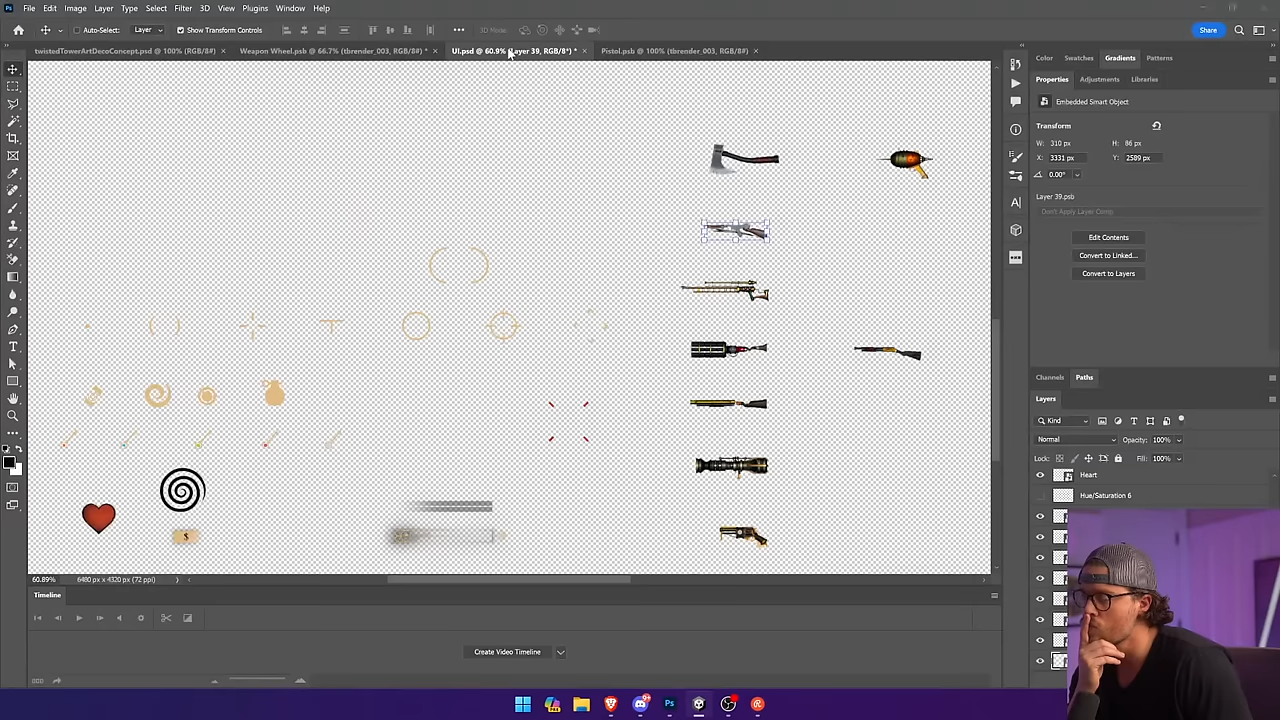 File Edit Image Layer Type Select Filter 3D View Plugins Window Help
Auto-Select: Layer Show Transform Controls 3D Mode Share
twistedTowerArtDecoConcept.psd @ 100% (RGB/8#) × Weapon Wheel.psb @ 66.7% (tbrender_003, RGB/8#) * × UI.psd @ 60.9% (Layer 39, RGB/8*) * × Pistol.psb @ 100% (tbrender_003, RGB/8#) ×
Color Swatches Gradients Patterns
Properties Adjustments Libraries
Embedded Smart Object
Transform
W: 310 px H: 86 px
X: 3331 px Y: 2589 px
0.00°
Layer 39.psb
Don't Apply Layer Comp
Edit Contents
Convert to Linked...
Convert to Layers
Channels Paths
Layers
Kind
Normal Opacity: 100%
Lock: Fill: 100%
Heart
Hue/Saturation 6
$
60.89% 6480 px x 4320 px (72 ppi)
Timeline
Create Video Timeline